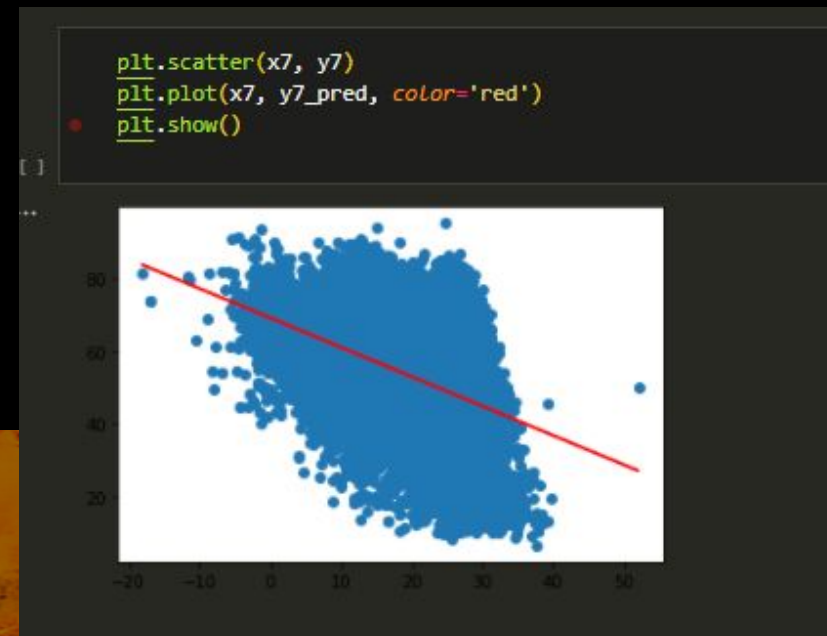 plt.scatter(x7, y7)
plt.plot(x7, y7_pred, color='red')
plt.show()
[ ]
80
60
40
20
−20 −10 0 10 20 30 40 50